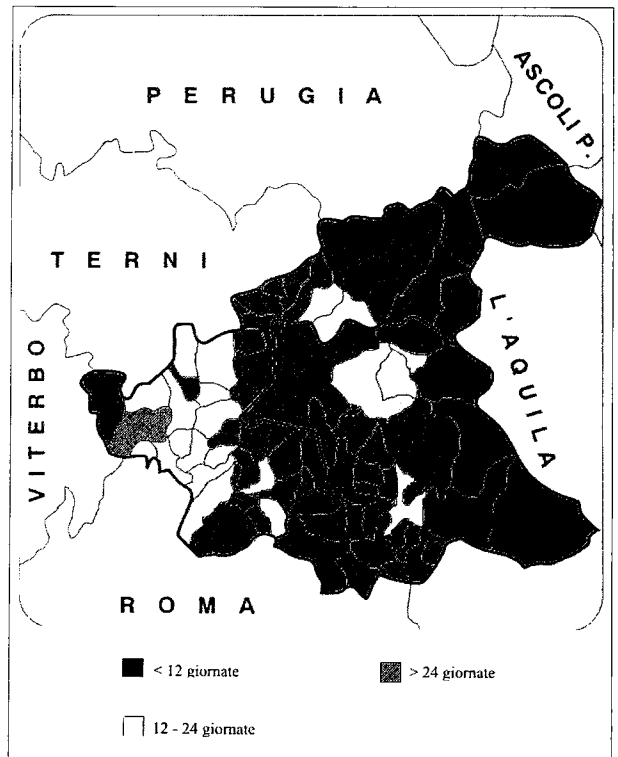 PERUGIA
ASCOLI P.
TERNI
L'AQUILA
VITERBO
ROMA
< 12 giornate
> 24 giornate
12 - 24 giornate